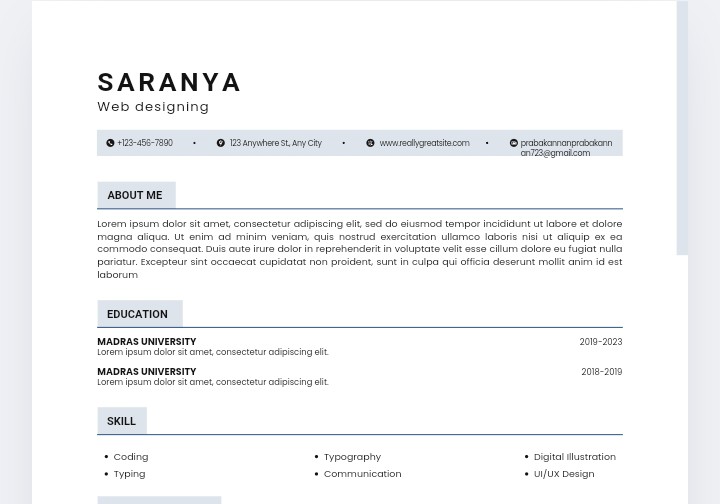 SARANYA
Web designing
+123-456-7890 • 123 Anywhere St., Any City • www.reallygreatsite.com • prabakannanprabakann
an723@gmail.com
ABOUT ME
Lorem ipsum dolor sit amet, consectetur adipiscing elit, sed do eiusmod tempor incididunt ut labore et dolore
magna aliqua. Ut enim ad minim veniam, quis nostrud exercitation ullamco laboris nisi ut aliquip ex ea
commodo consequat. Duis aute irure dolor in reprehenderit in voluptate velit esse cillum dolore eu fugiat nulla
pariatur. Excepteur sint occaecat cupidatat non proident, sunt in culpa qui officia deserunt mollit anim id est
laborum
EDUCATION
MADRAS UNIVERSITY 2019-2023
Lorem ipsum dolor sit amet, consectetur adipiscing elit.
MADRAS UNIVERSITY 2018-2019
Lorem ipsum dolor sit amet, consectetur adipiscing elit.
SKILL
• Coding • Typography • Digital Illustration
• Typing • Communication • UI/UX Design